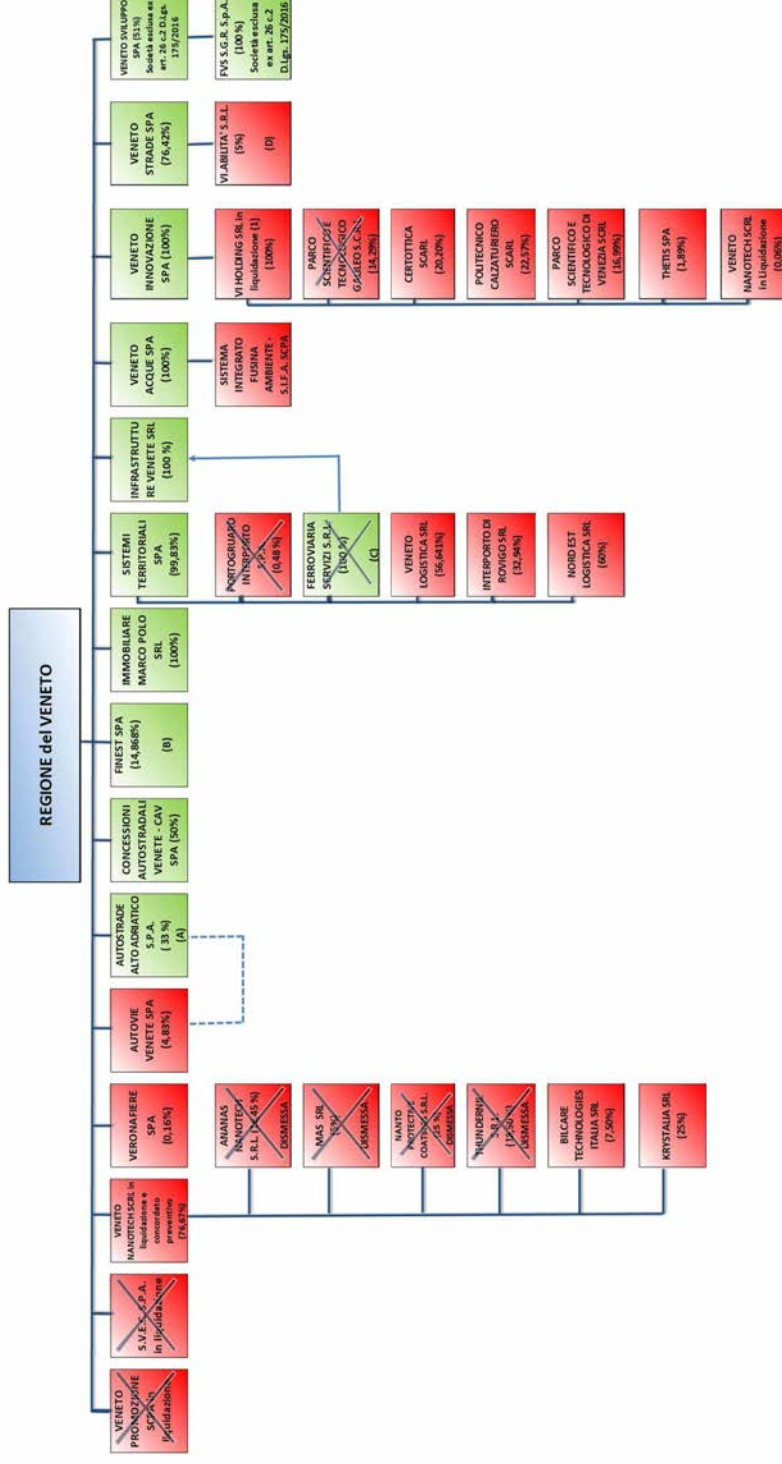 REGIONE del VENETO
VENETO
PROMOZIONE
SCPA in
liquidazione
S.V.E.C. S.P.A.
in liquidazione
VENETO
NANOTECH SCRL in
liquidazione e
concordato
preventivo
(76,67%)
VERONAFIERE
SPA
(0,16%)
AUTOVIE
VENETE SPA
(4,83%)
AUTOSTRADE
ALTO ADRIATICO
S.P.A.
( 33 %)
(A)
CONCESSIONI
AUTOSTRADALI
VENETE - CAV
SPA (50%)
FINEST SPA
(14,868%)
(B)
IMMOBILIARE
MARCO POLO
SRL
(100%)
SISTEMI
TERRITORIALI
SPA
(99,83%)
INFRASTRUTTU
RE VENETE SRL
(100 %)
VENETO
ACQUE SPA
(100%)
VENETO
INNOVAZIONE
SPA (100%)
VENETO
STRADE SPA
(76,42%)
VENETO SVILUPPO
SPA (51%)
Società esclusa ex
art. 26 c.2 D.Lgs.
175/2016
ANANAS
NANOTECH
S.R.L. 45 %)
DISMESSA
MAS SRL
DISMESSA
NANTO
PROTECTIVE
COATING S.R.L.
(25 %)
DISMESSA
THUNDERNIL
S.R.L.
DISMESSA
BILCARE
TECHNOLOGIES
ITALIA SRL
(7,50%)
KRYSTALIA SRL
(25%)
PORTOGRUARO
INTERPORTO
S.P.A.
(0,48 %)
FERROVIARIA
SERVIZI S.R.L.
(100 %)
(C)
VENETO
LOGISTICA SRL
(56,641%)
INTERPORTO DI
ROVIGO SRL
(32,94%)
NORD EST
LOGISTICA SRL
(60%)
SISTEMA
INTEGRATO
FUSINA
AMBIENTE -
S.I.F.A. SCPA
VI HOLDING SRL in
liquidazione (1)
(100%)
PARCO
SCIENTIFICO E
TECNOLOGICO
GALILEO S.C.R.L.
(14,29%)
CERTOTTICA
SCARL
(20,20%)
POLITECNICO
CALZATURIERO
SCARL
(22,57%)
PARCO
SCIENTIFICO E
TECNOLOGICO DI
VENEZIA SCRL
(16,99%)
THETIS SPA
(1,89%)
VENETO
NANOTECH SCRL
in Liquidazione
(0,06%)
VI.ABILITA' S.R.L.
(5%)
(D)
FVS S.G.R. S.p.A.
(100 %)
Società esclusa
ex art. 26 c.2
D.Lgs. 175/2016